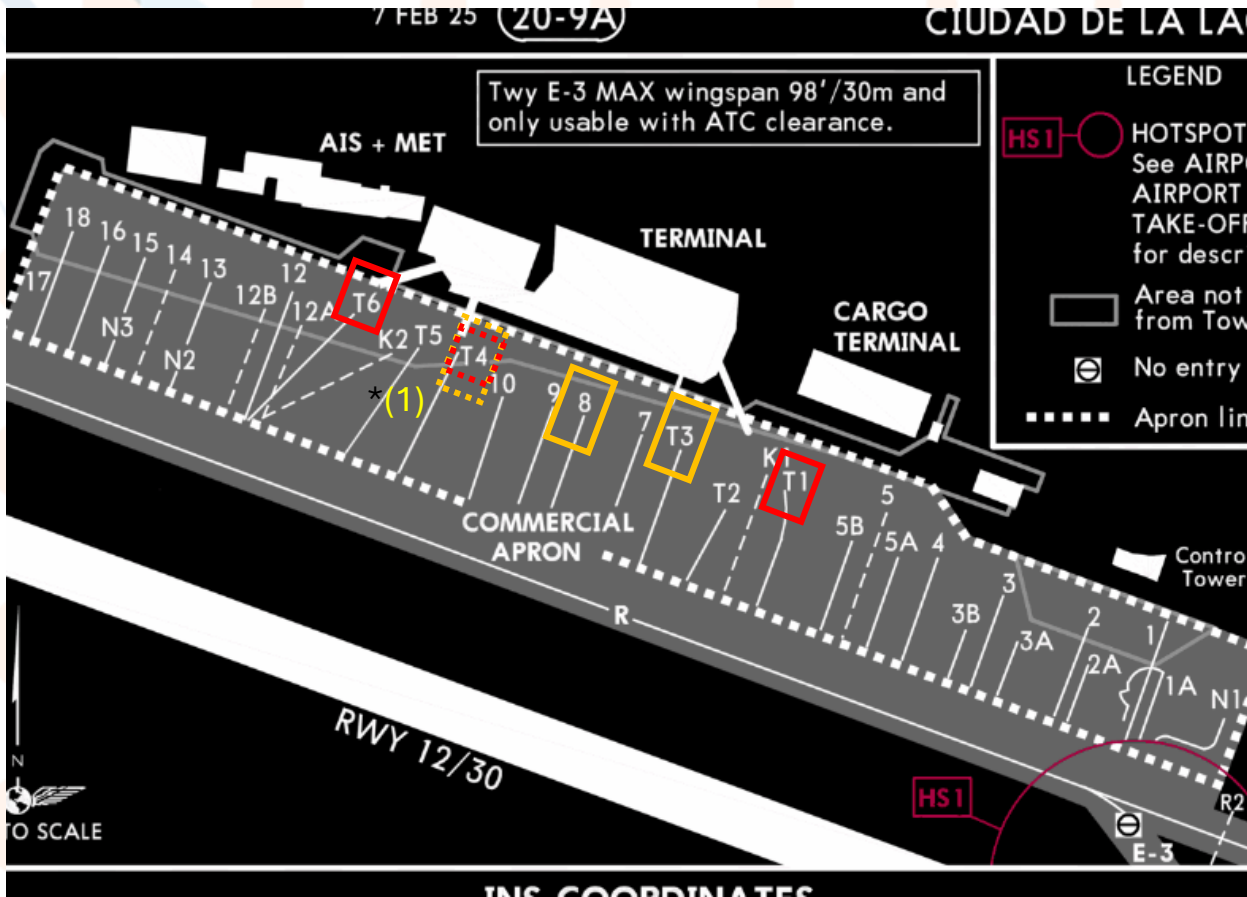 7 FEB 25
20-9A
CIUDAD DE LA LA
Twy E-3 MAX wingspan 98'/30m and
only usable with ATC clearance.
LEGEND
HS1
HOTSPOT
See AIRP
AIRPORT
TAKE-OFF
for descr
Area not
from Tow
No entry
Apron lin
AIS + MET
TERMINAL
CARGO
TERMINAL
18
16
15
14
13
12
12B
12A
17
N3
N2
T6
K2
T5
T4
*(1)
10
9
8
7
T3
T2
K1
T1
5
5B
5A
4
3
3B
3A
2
2A
1
1A
N14
COMMERCIAL
APRON
Contro
Tower
R
RWY 12/30
HS1
R2
E-3
N
TO SCALE
INS COORDINATES